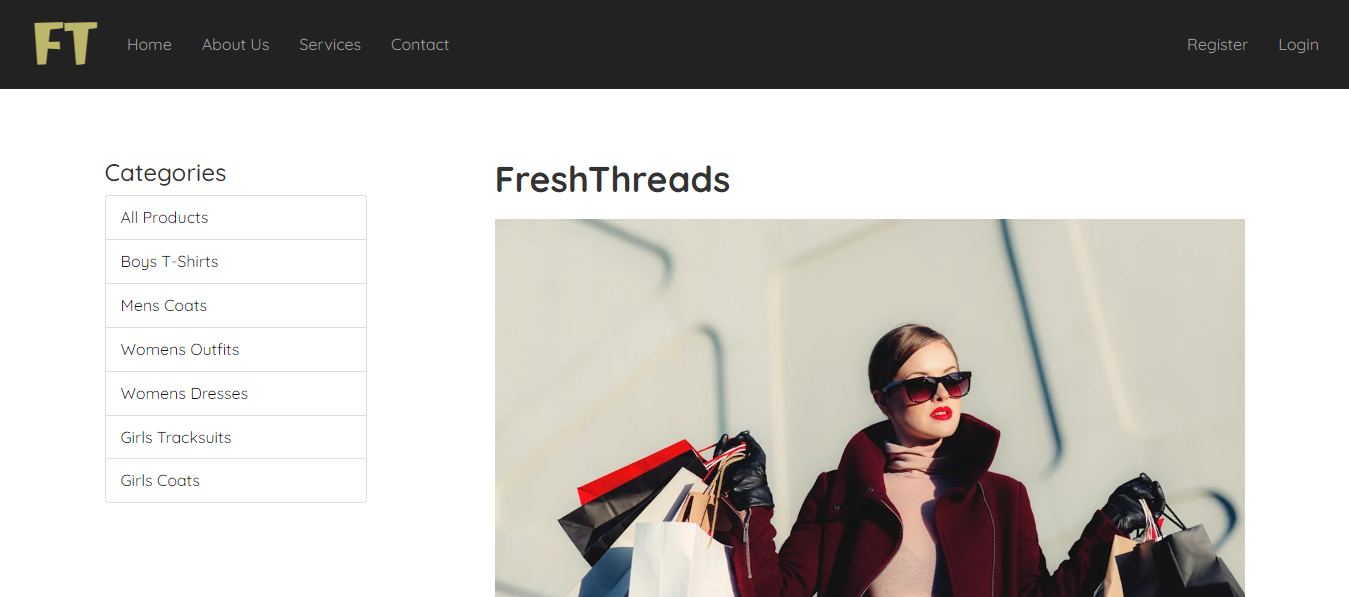 FT
Home
About Us
Services
Contact
Register
Login
Categories
All Products
Boys T-Shirts
Mens Coats
Womens Outfits
Womens Dresses
Girls Tracksuits
Girls Coats
FreshThreads